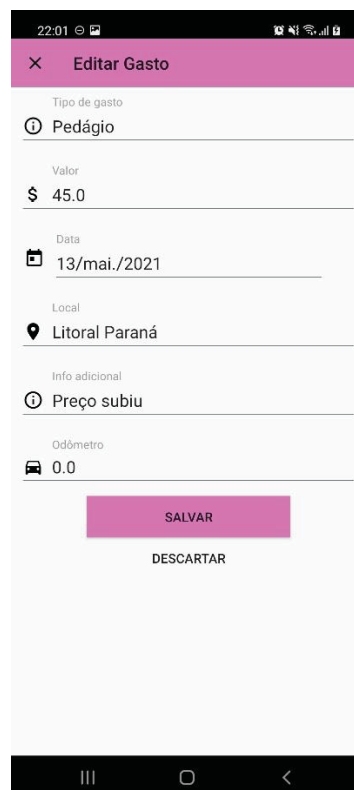 22:01
Editar Gasto
Tipo de gasto
Pedágio
Valor
$ 45.0
Data
13/mai./2021
Local
Litoral Paraná
Info adicional
Preço subiu
Odômetro
0.0
SALVAR
DESCARTAR